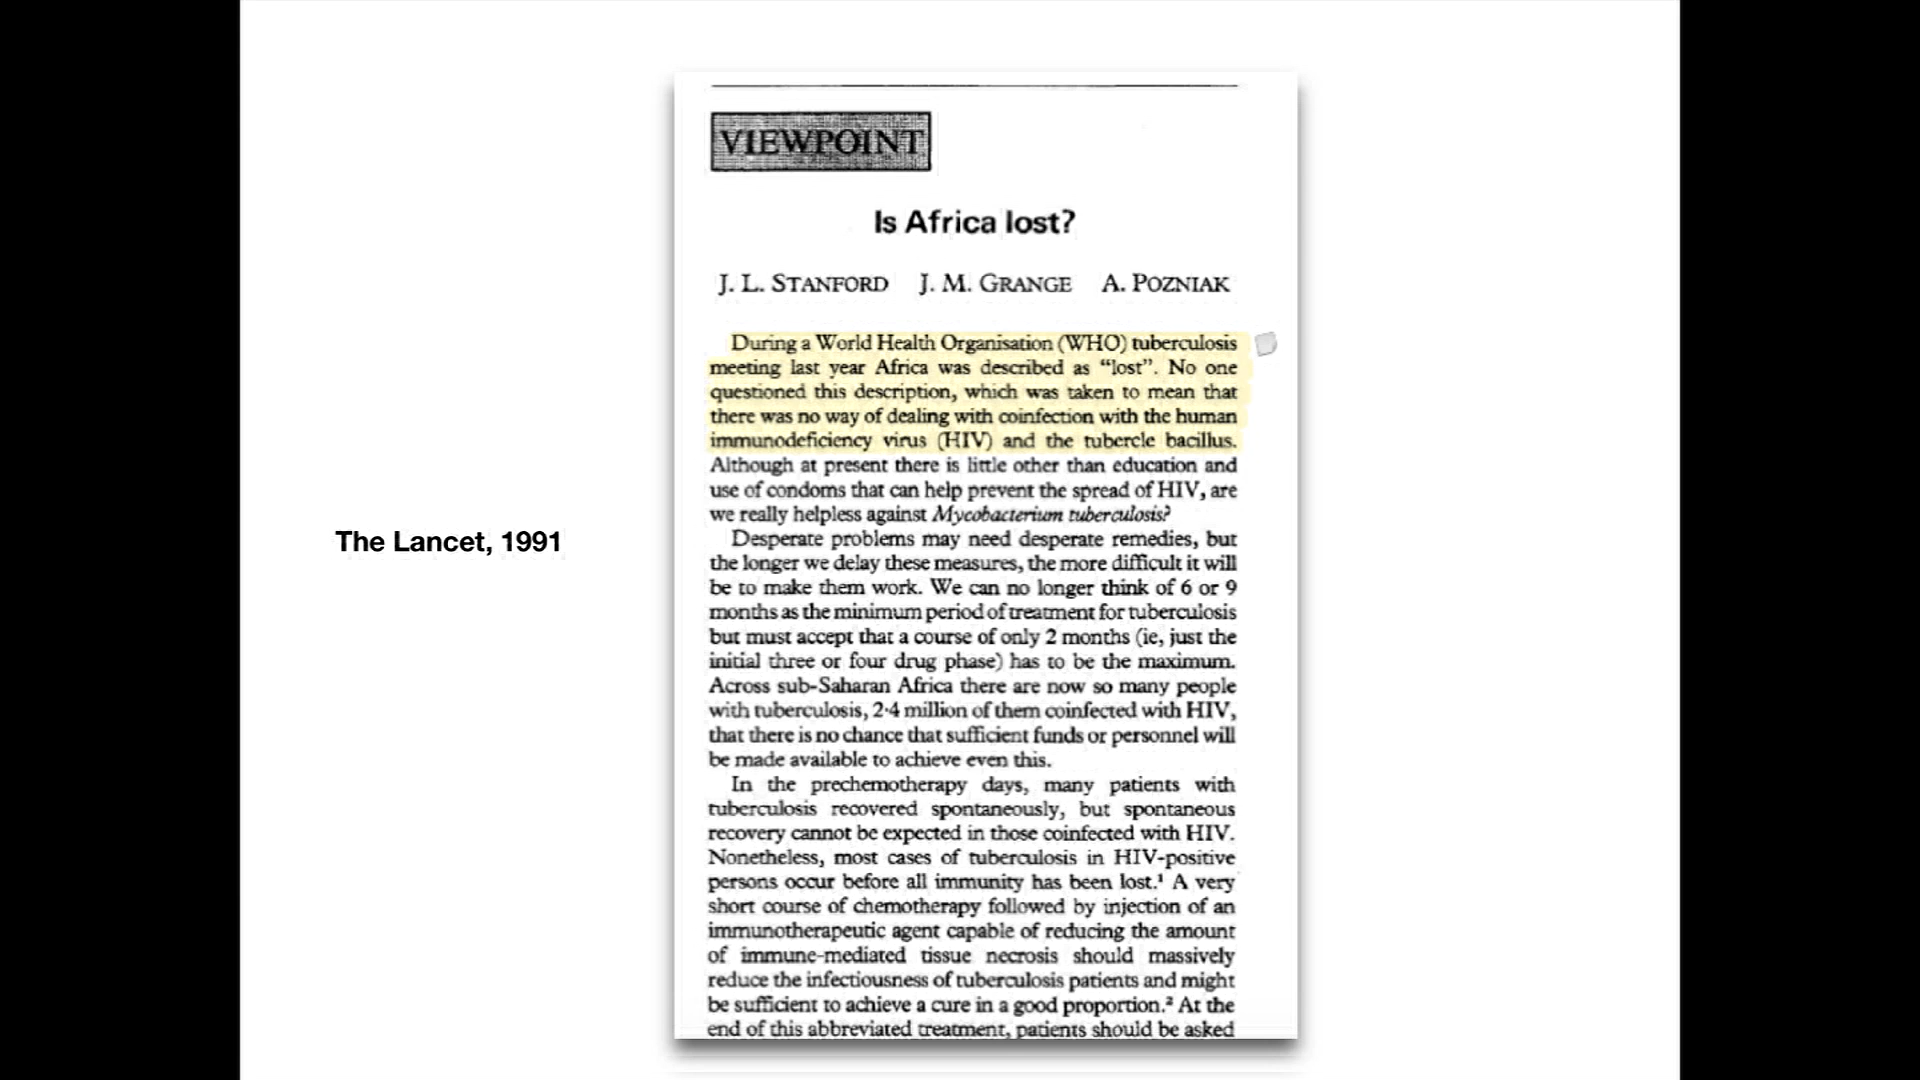 VIEWPOINT
Is Africa lost?
J. L. STANFORD J. M. GRANGE A. POZNIAK
During a World Health Organisation (WHO) tuberculosis
meeting last year Africa was described as “lost”. No one
questioned this description, which was taken to mean that
there was no way of dealing with coinfection with the human
immunodeficiency virus (HIV) and the tubercle bacillus.
Although at present there is little other than education and
use of condoms that can help prevent the spread of HIV, are
we really helpless against Mycobacterium tuberculosis?
Desperate problems may need desperate remedies, but
the longer we delay these measures, the more difficult it will
be to make them work. We can no longer think of 6 or 9
months as the minimum period of treatment for tuberculosis
but must accept that a course of only 2 months (ie, just the
initial three or four drug phase) has to be the maximum.
Across sub-Saharan Africa there are now so many people
with tuberculosis, 2·4 million of them coinfected with HIV,
that there is no chance that sufficient funds or personnel will
be made available to achieve even this.
In the prechemotherapy days, many patients with
tuberculosis recovered spontaneously, but spontaneous
recovery cannot be expected in those coinfected with HIV.
Nonetheless, most cases of tuberculosis in HIV-positive
persons occur before all immunity has been lost.¹ A very
short course of chemotherapy followed by injection of an
immunotherapeutic agent capable of reducing the amount
of immune-mediated tissue necrosis should massively
reduce the infectiousness of tuberculosis patients and might
be sufficient to achieve a cure in a good proportion.² At the
end of this abbreviated treatment, patients should be asked
The Lancet, 1991